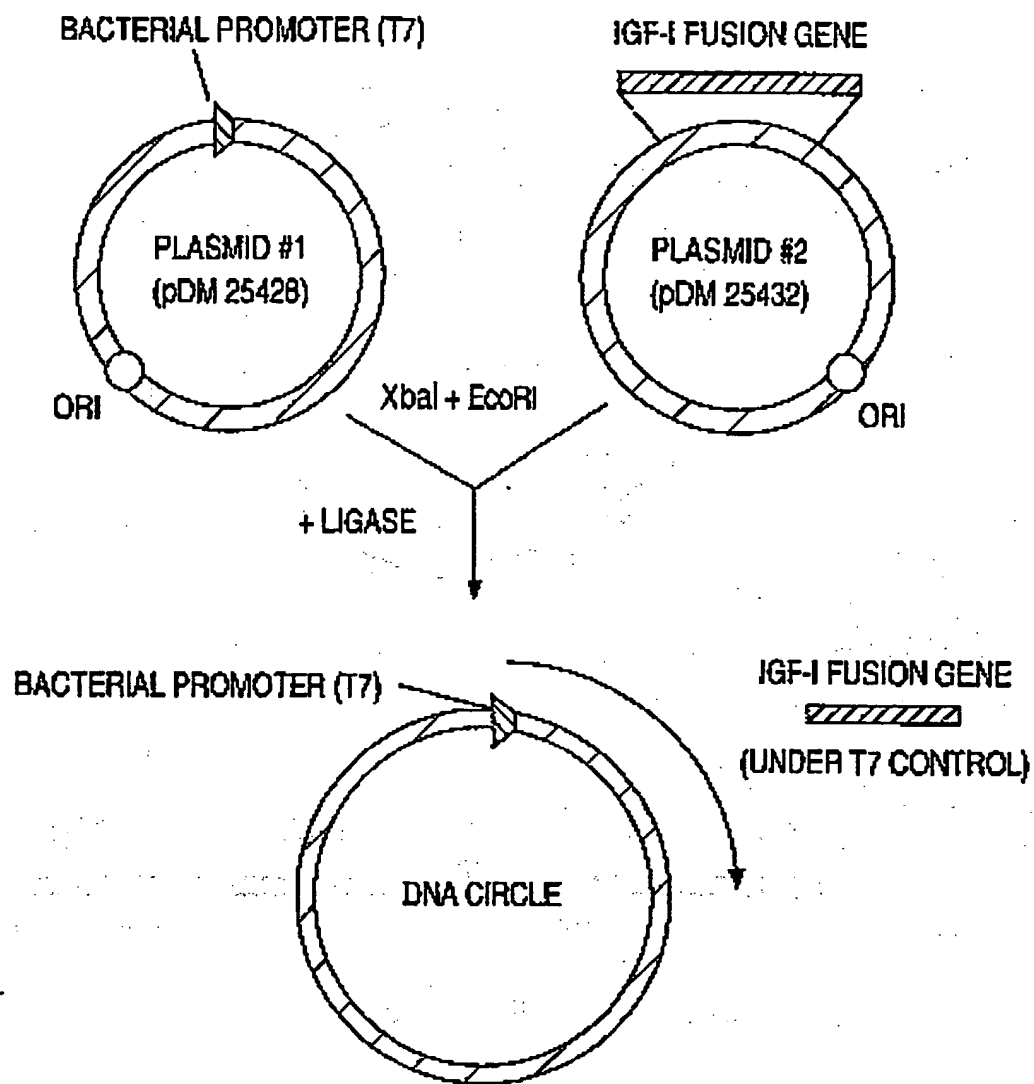 BACTERIAL PROMOTER (T7)
IGF-I FUSION GENE
PLASMID #1
(pDM 25428)
PLASMID #2
(pDM 25432)
ORI
XbaI + EcoRI
ORI
+ LIGASE
BACTERIAL PROMOTER (T7)
IGF-I FUSION GENE
(UNDER T7 CONTROL)
DNA CIRCLE